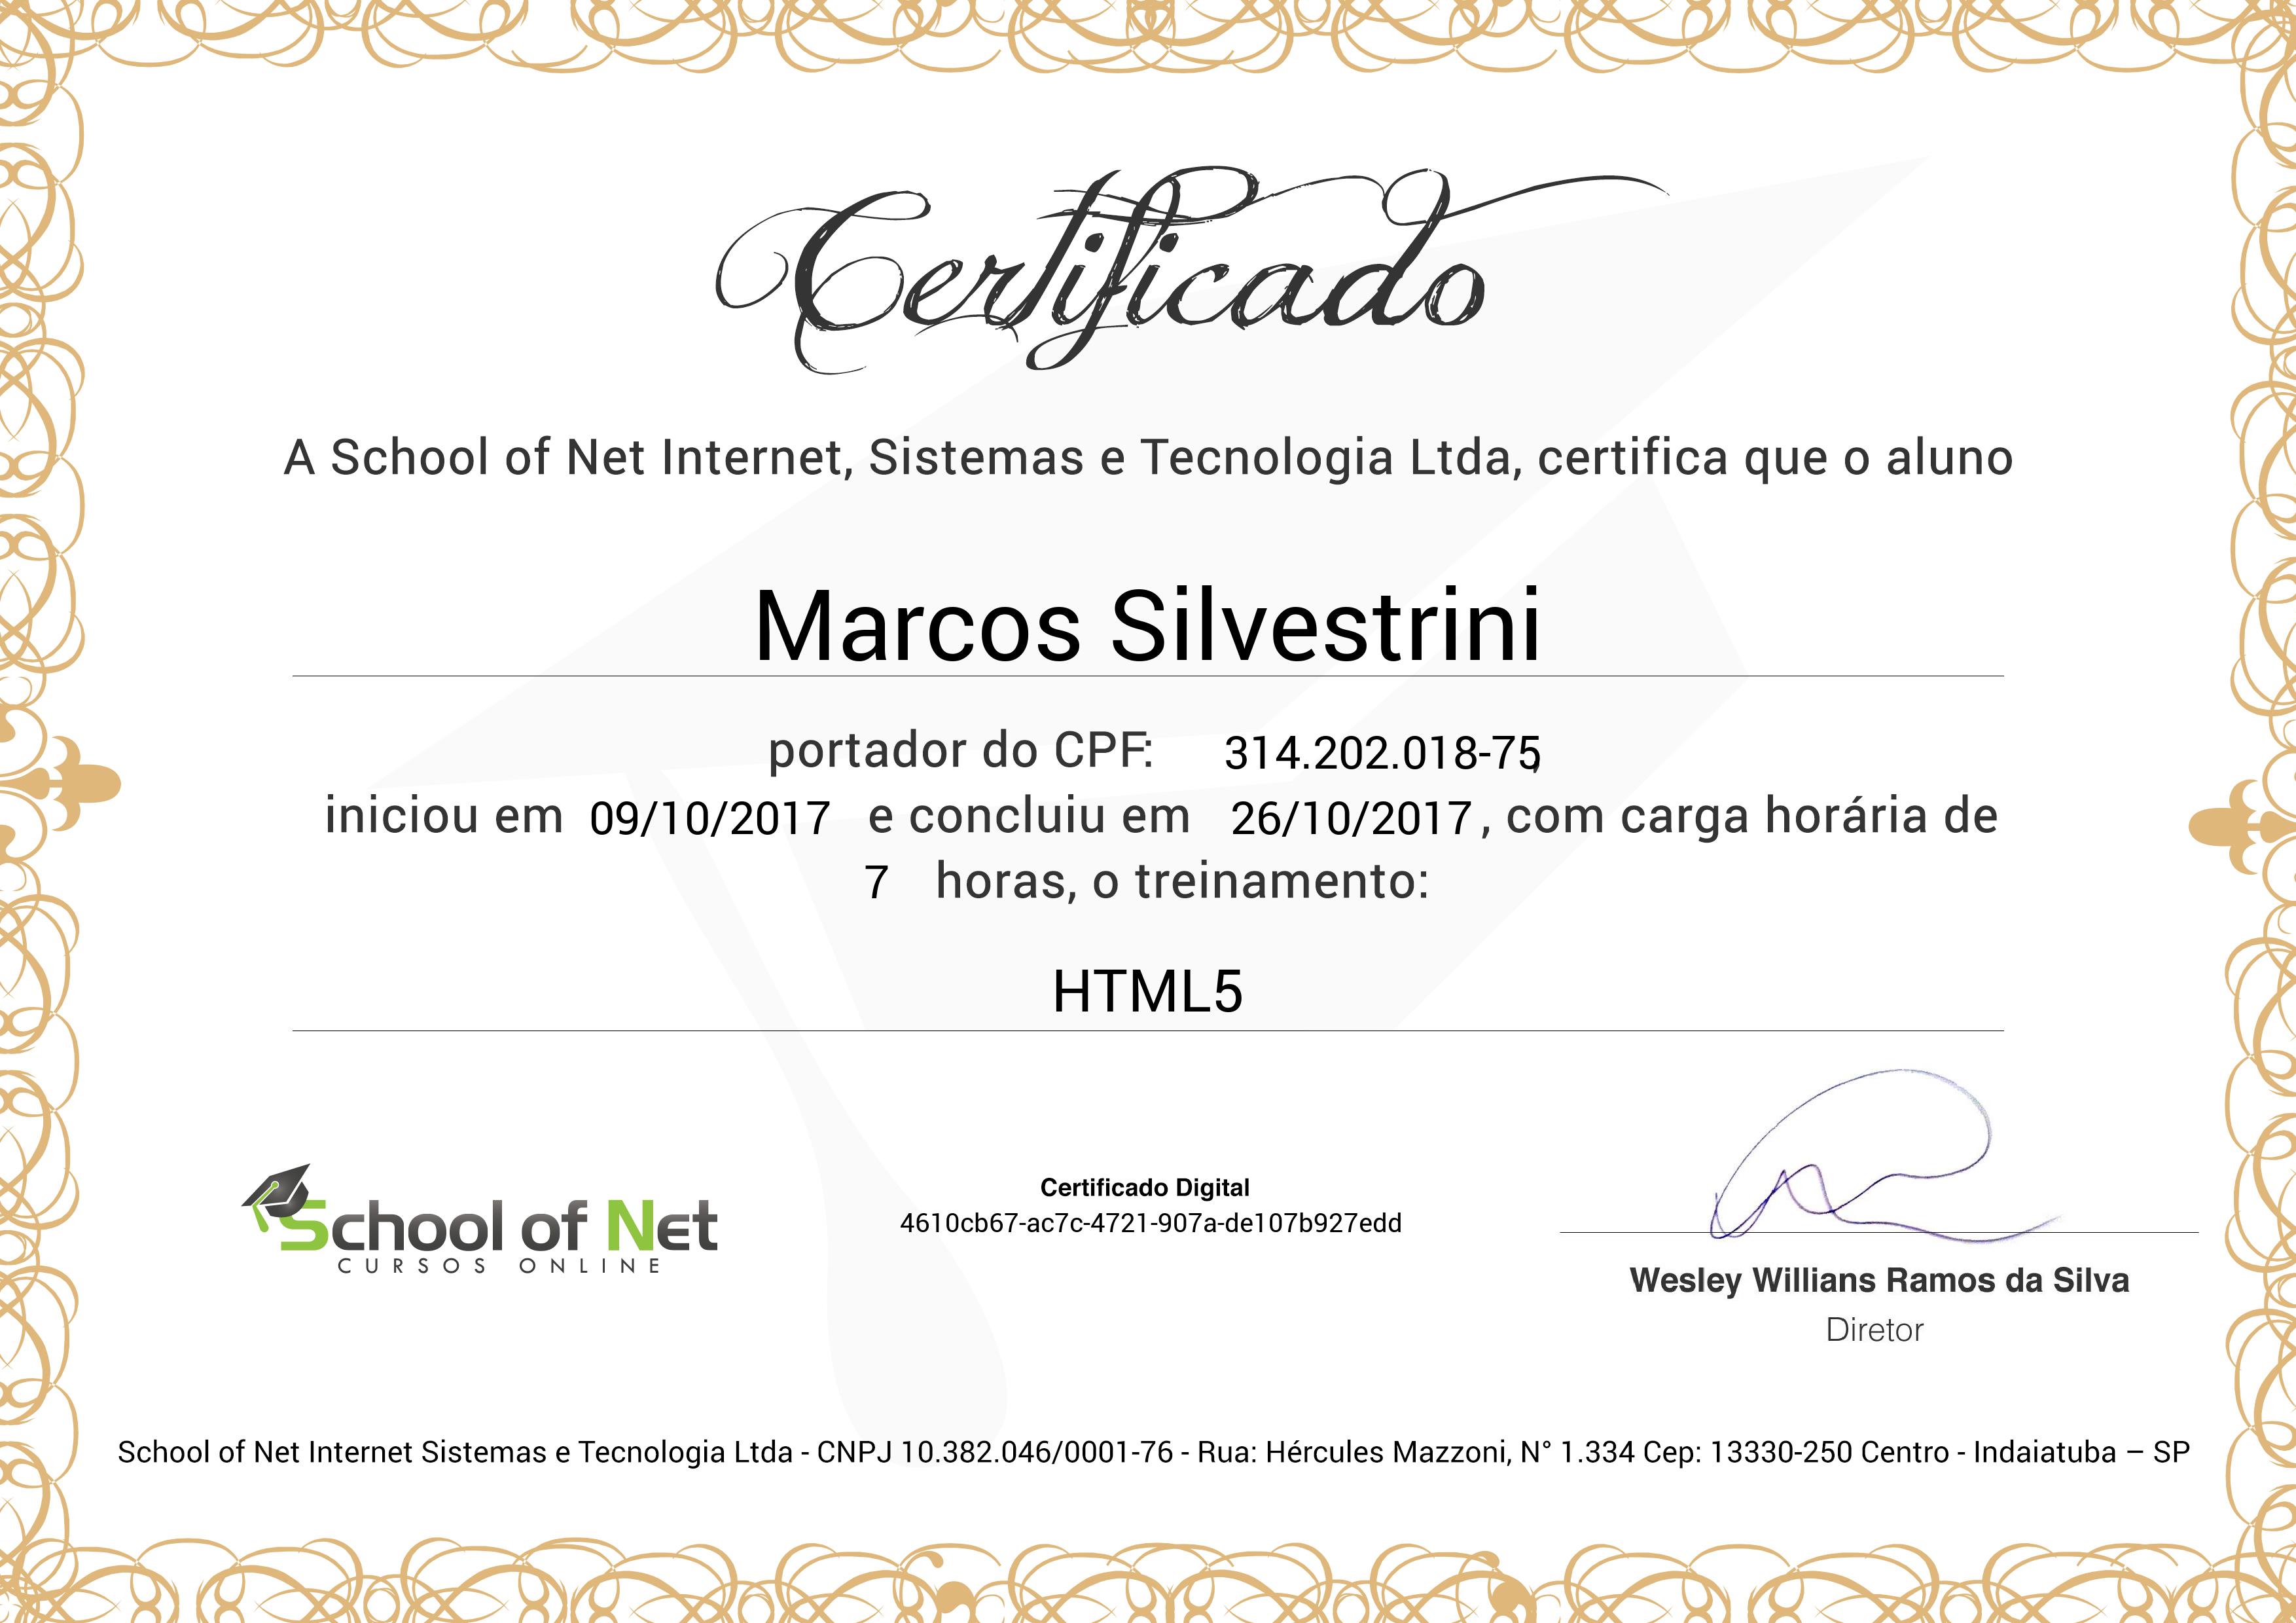 Certificado
A School of Net Internet, Sistemas e Tecnologia Ltda, certifica que o aluno
Marcos Silvestrini
portador do CPF: 314.202.018-75,
iniciou em 09/10/2017 e concluiu em 26/10/2017, com carga horária de
7 horas, o treinamento:
HTML5
School of Net
CURSOS ONLINE
Certificado Digital
4610cb67-ac7c-4721-907a-de107b927edd
Wesley Willians Ramos da Silva
Diretor
School of Net Internet Sistemas e Tecnologia Ltda - CNPJ 10.382.046/0001-76 - Rua: Hércules Mazzoni, N° 1.334 Cep: 13330-250 Centro - Indaiatuba – SP